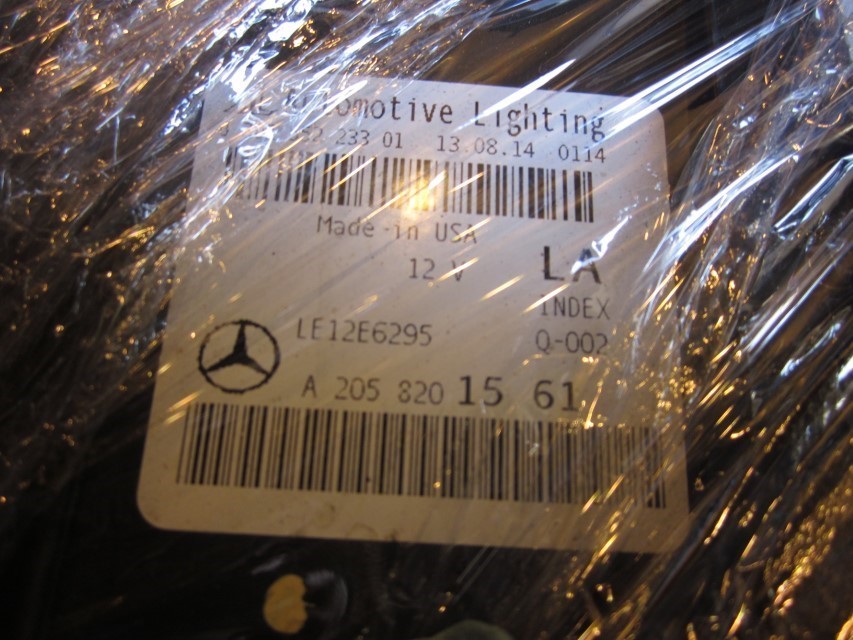 Automotive Lighting
52 233 01 13.08.14 0114
Made in USA
12 V LA
INDEX
LE12E6295 Q-002
A 205 820 15 61